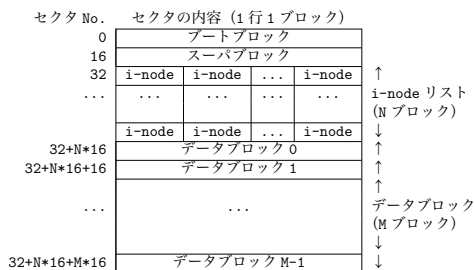 セクタ No. セクタの内容 (1行1ブロック)
0 ブートブロック
16 スーパブロック
32 i-node i-node ... i-node ↑
... ... ... ... i-node リスト
(N ブロック)
i-node i-node ... i-node ↓
32+N*16 データブロック 0 ↑
32+N*16+16 データブロック 1 ↑
↑
... ... データブロック
(M ブロック)
↓
32+N*16+M*16 データブロック M-1 ↓